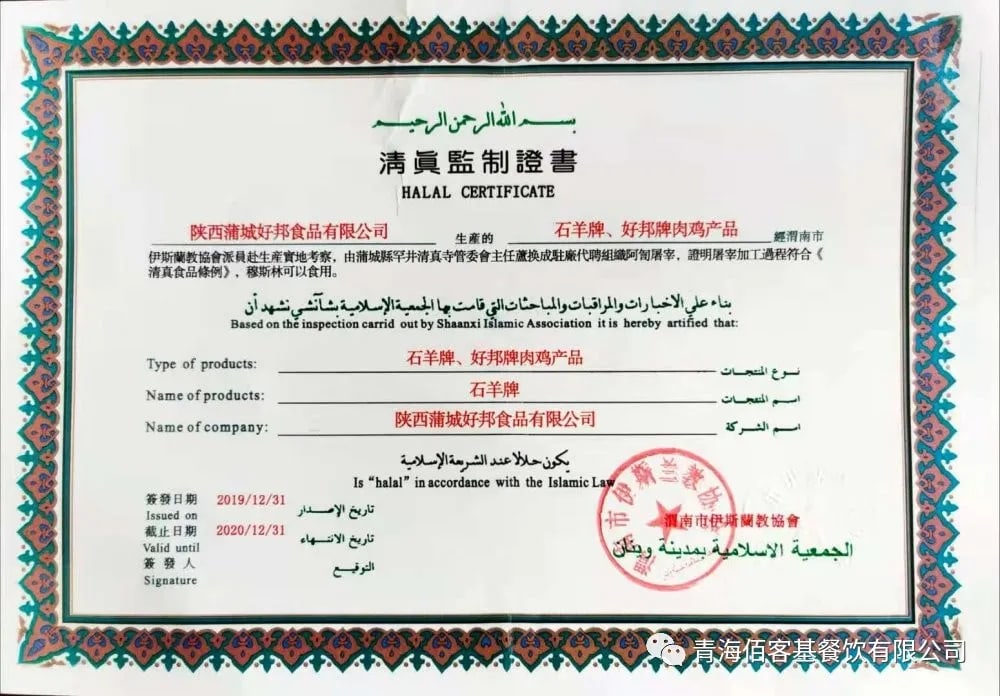 بسم الله الرحمن الرحيم
清真監制證書
HALAL CERTIFICATE
陕西蒲城好邦食品有限公司 生産的 石羊牌、好邦牌肉鸡产品 經渭南市
伊斯蘭教協會派員赴生産實地考察,由蒲城縣罕井清真寺管委會主任蘆换成駐廠代聘組織阿訇屠宰,證明屠宰加工過程符合《
清真食品條例》,穆斯林可以食用。
بناء علي الاخبارات والمراقبات والمباحثات التي قامت بها الجمعية الإسلامية بشآنشي نشهد أن
Based on the inspection carrid out by Shaanxi Islamic Association it is hereby artified that:
Type of products: 石羊牌、好邦牌肉鸡产品 نوع المنتجات
Name of products: 石羊牌 اسم المنتجات
Name of company: 陕西蒲城好邦食品有限公司 اسم الشركة
يكون حلالا عند الشريعة الإسلامية
Is “halal” in accordance with the Islamic Law
簽發日期 2019/12/31 تاريخ الإصدار
Issued on
截止日期 2020/12/31 تاريخ الانتهاء
Valid until
簽發人 التوقيع
Signature
渭南市伊斯蘭教協會
الجمعية الاسلامية بمدينة وينان
青海佰客基餐饮有限公司